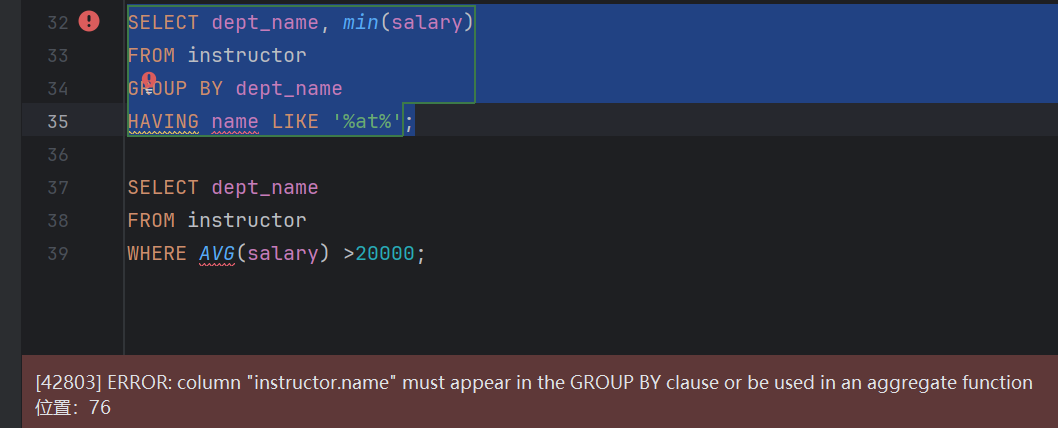 32 SELECT dept_name, min(salary)
33 FROM instructor
34 GROUP BY dept_name
35 HAVING name LIKE '%at%';
36
37 SELECT dept_name
38 FROM instructor
39 WHERE AVG(salary) >20000;
[42803] ERROR: column "instructor.name" must appear in the GROUP BY clause or be used in an aggregate function
位置：76